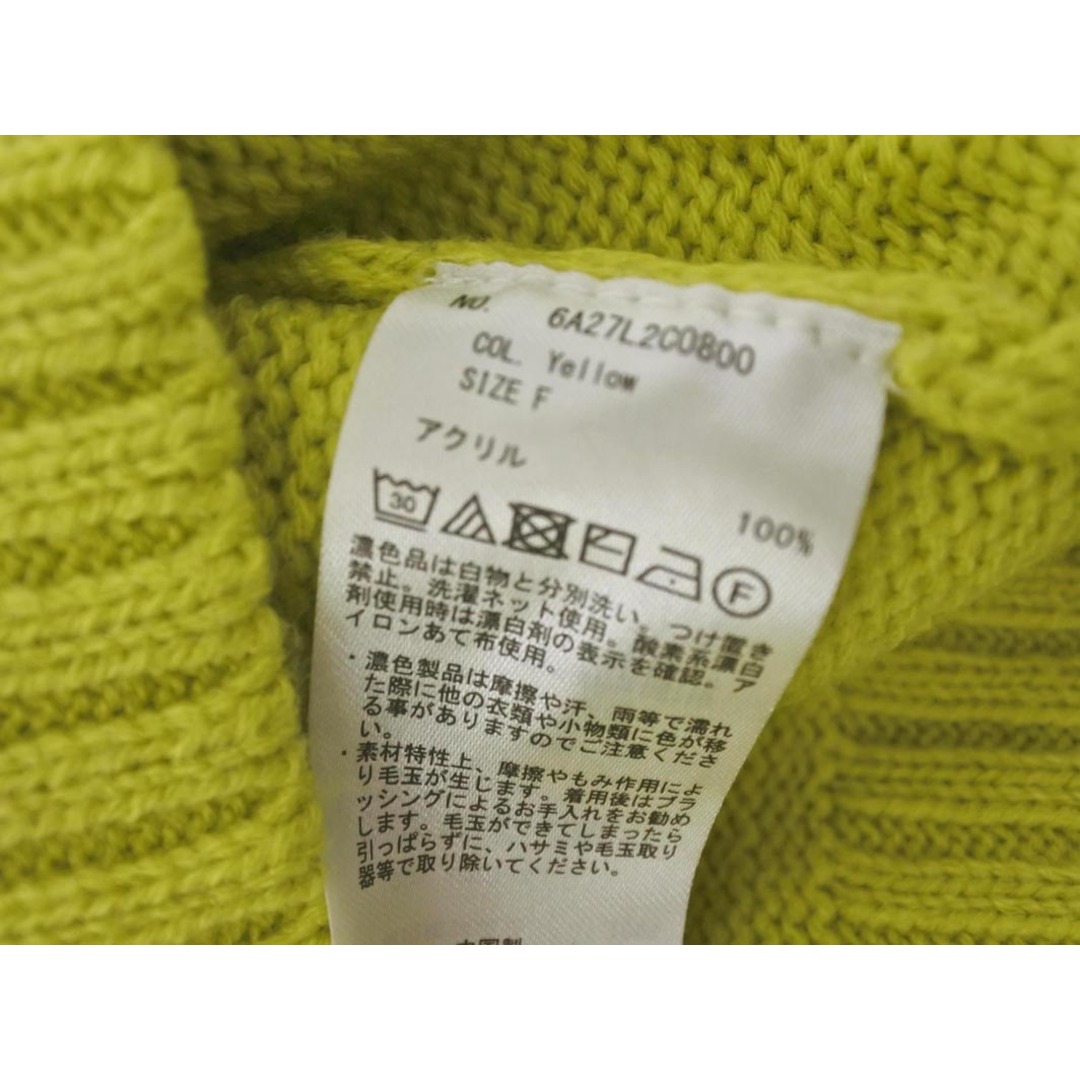 NO. 6A27L2C0800
COL. Yellow
SIZE F
アクリル 100%
30
F
濃色品は白物と分別洗い。つけ置き
禁止。洗濯ネット使用。酸素系漂白
剤使用時は漂白剤の表示を確認。ア
イロンあて布使用。
・濃色製品は摩擦や汗、雨等で濡れ
た際に他の衣類や小物類に色が移
る事がありますのでご注意くださ
い。
・素材特性上、摩擦やもみ作用によ
り毛玉が生じます。着用後はブラ
ッシングによるお手入れをお勧め
します。毛玉ができてしまったら
引っぱらずに、ハサミや毛玉取り
器等で取り除いてください。